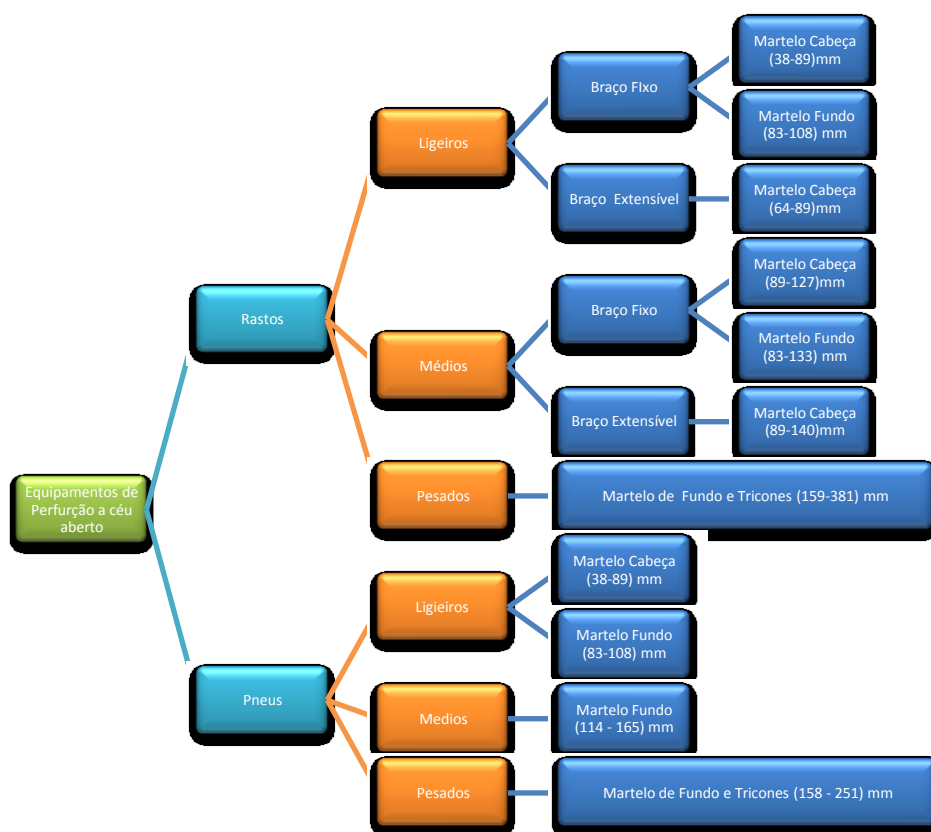 Equipamentos de
Perfurção a céu
aberto
Rastos
Ligeiros
Braço FIxo
Martelo Cabeça
(38-89)mm
Martelo Fundo
(83-108) mm
Braço Extensível
Martelo Cabeça
(64-89)mm
Médios
Braço Fixo
Martelo Cabeça
(89-127)mm
Martelo Fundo
(83-133) mm
Braço Extensível
Martelo Cabeça
(89-140)mm
Pesados
Martelo de Fundo e Tricones (159-381) mm
Pneus
Ligieiros
Martelo Cabeça
(38-89) mm
Martelo Fundo
(83-108) mm
Medios
Martelo Fundo
(114 - 165) mm
Pesados
Martelo de Fundo e Tricones (158 - 251) mm